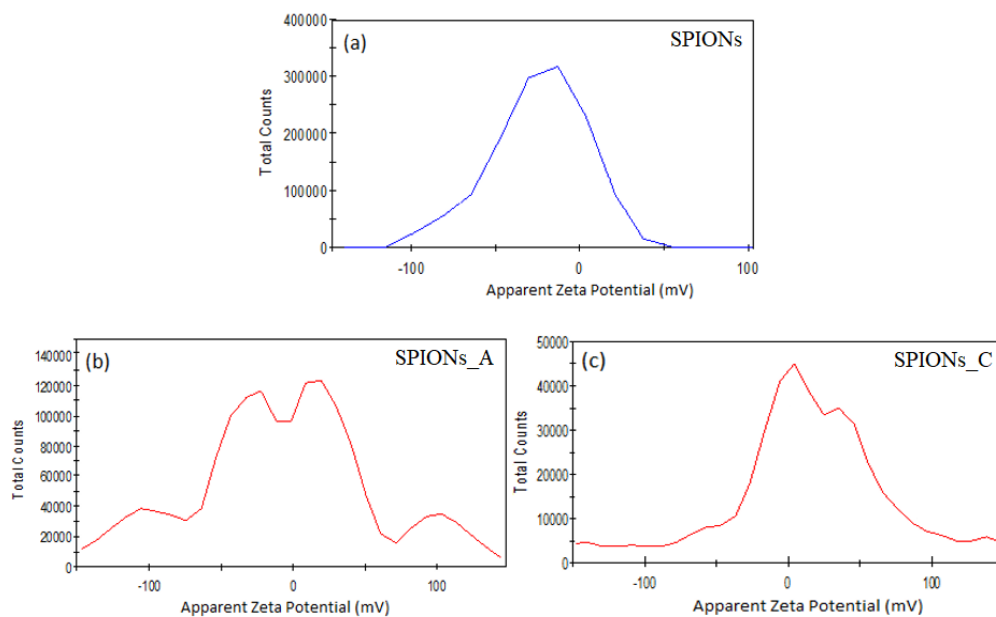 (a) SPIONs
400000
300000
200000
100000
0
Total Counts
-100 0 100
Apparent Zeta Potential (mV)
(b) SPIONs_A
140000
120000
100000
80000
60000
40000
20000
0
Total Counts
-100 0 100
Apparent Zeta Potential (mV)
(c) SPIONs_C
50000
40000
30000
20000
10000
0
Total Counts
-100 0 100
Apparent Zeta Potential (mV)